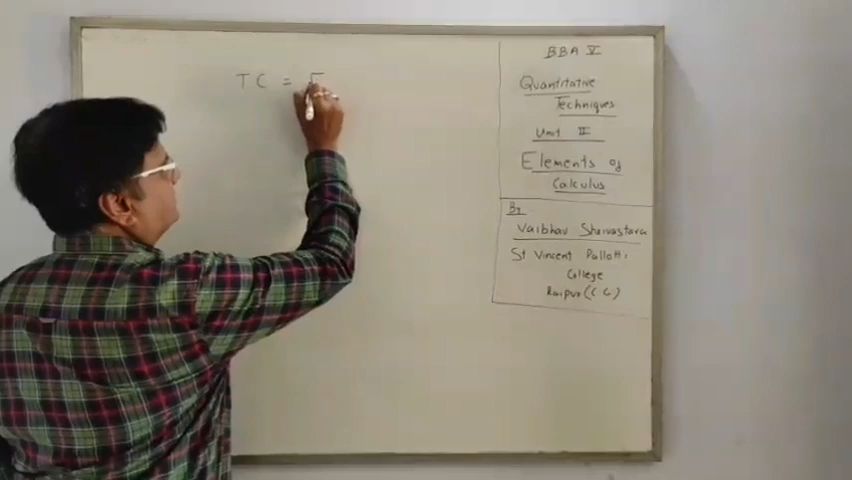 TC =
BBA V
Quantitative
Techniques
Unit II
Elements of
Calculus
By
Vaibhav Shrivastava
St Vincent Pallotti
College
Raipur (C G)